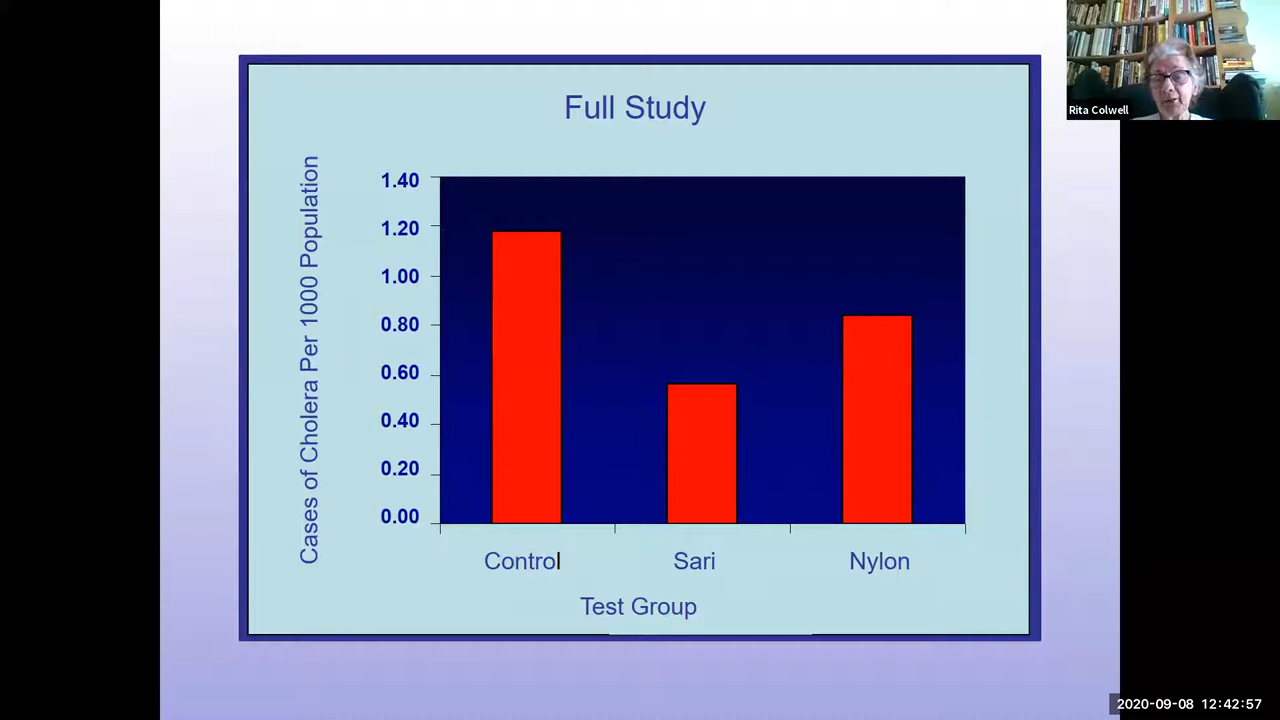 Rita Colwell
Full Study
Cases of Cholera Per 1000 Population
1.40
1.20
1.00
0.80
0.60
0.40
0.20
0.00
Control Sari Nylon
Test Group
2020-09-08 12:42:57